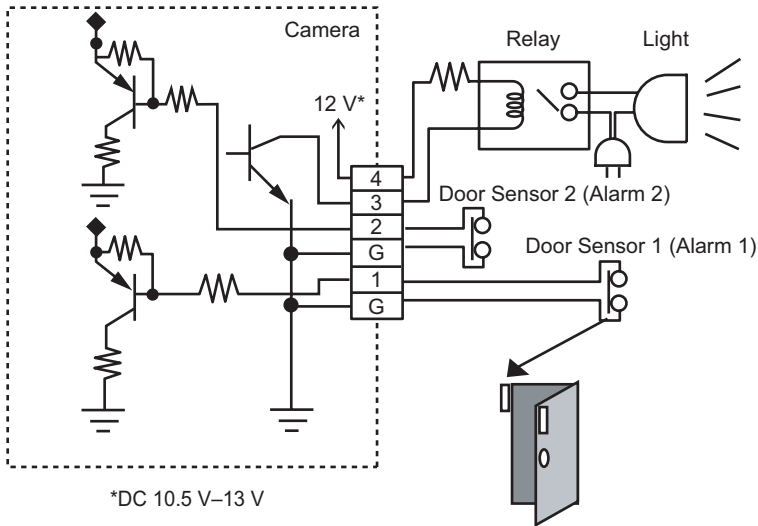 Camera
Relay
Light
12 V*
4
3
2
G
1
G
Door Sensor 2 (Alarm 2)
Door Sensor 1 (Alarm 1)
*DC 10.5 V–13 V